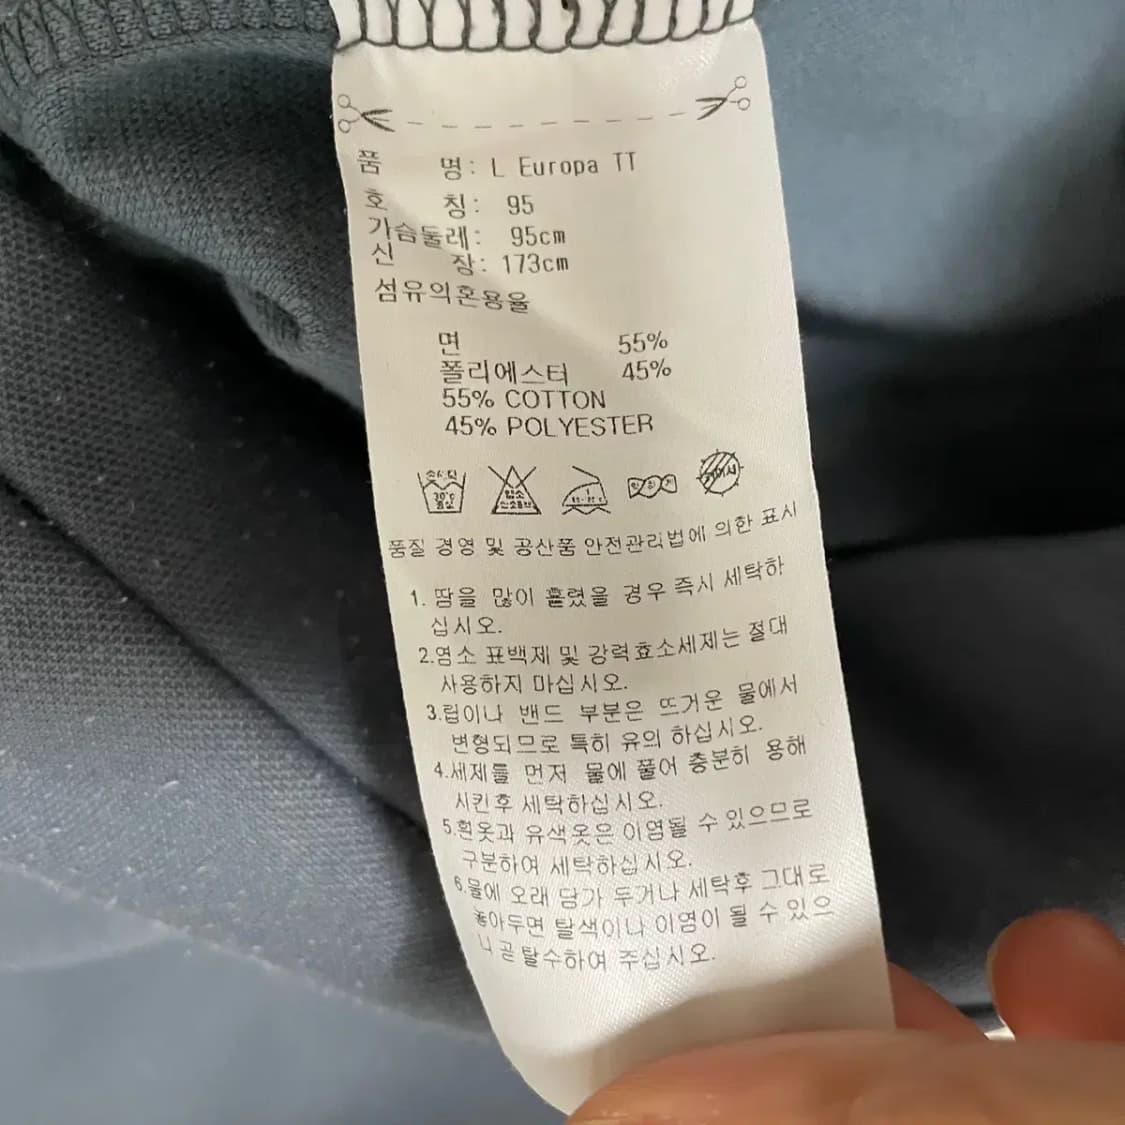 품 명: L Europa TT
호 칭: 95
가슴둘레: 95cm
신 장: 173cm
섬유의혼용율
면 55%
폴리에스터 45%
55% COTTON
45% POLYESTER
손세탁
30℃
중성
염소
품질 경영 및 공산품 안전관리법에 의한 표시
1. 땀을 많이 흘렸을 경우 즉시 세탁하
십시오.
2.염소 표백제 및 강력효소세제는 절대
사용하지 마십시오.
3.립이나 밴드 부분은 뜨거운 물에서
변형되므로 특히 유의 하십시오.
4.세제를 먼저 물에 풀어 충분히 용해
시킨후 세탁하십시오.
5.흰옷과 유색옷은 이염될 수 있으므로
구분하여 세탁하십시오.
6.물에 오래 담가 두거나 세탁후 그대로
놓아두면 탈색이나 이염이 될 수 있으
니 곧 탈수하여 주십시오.